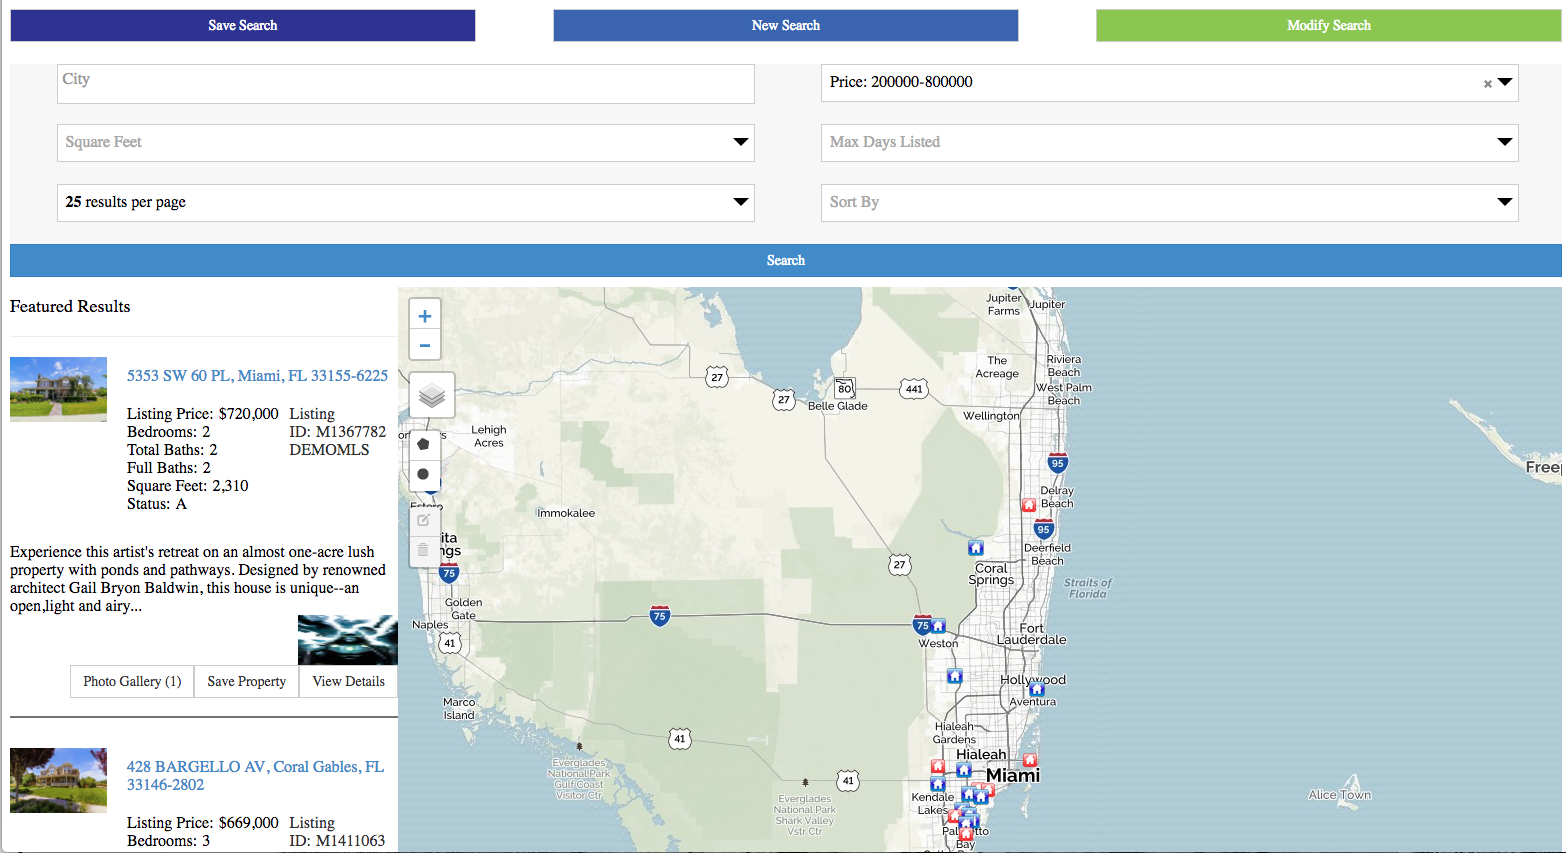 Save Search
New Search
Modify Search
City
Price: 200000-800000
×
Square Feet
Max Days Listed
25 results per page
Sort By
Search
Featured Results
5353 SW 60 PL, Miami, FL 33155-6225
Listing Price: $720,000
Bedrooms: 2
Total Baths: 2
Full Baths: 2
Square Feet: 2,310
Status: A
Listing
ID: M1367782
DEMOMLS
Experience this artist's retreat on an almost one-acre lush
property with ponds and pathways. Designed by renowned
architect Gail Bryon Baldwin, this house is unique--an
open,light and airy...
Photo Gallery (1)
Save Property
View Details
428 BARGELLO AV, Coral Gables, FL
33146-2802
Listing Price: $669,000
Bedrooms: 3
Listing
ID: M1411063
+
−
Jupiter
Farms
Jupiter
The
Acreage
Riviera
Beach
West Palm
Beach
27
27
80
441
Belle Glade
Wellington
Lehigh
Acres
95
Delray
Beach
Immokalee
95
Deerfield
Beach
Coral
Springs
27
75
Straits of
Florida
Golden
Gate
Naples
41
75
75
Weston
Fort
Lauderdale
Hollywood
Aventura
Marco
Island
41
Hialeah
Gardens
Hialeah
Miami
Everglades
National Park
Gulf Coast
Visitor Ctr
41
Everglades
National Park
Shark Valley
Vstr Ctr
Kendale
Lakes
Bay
Alice Town